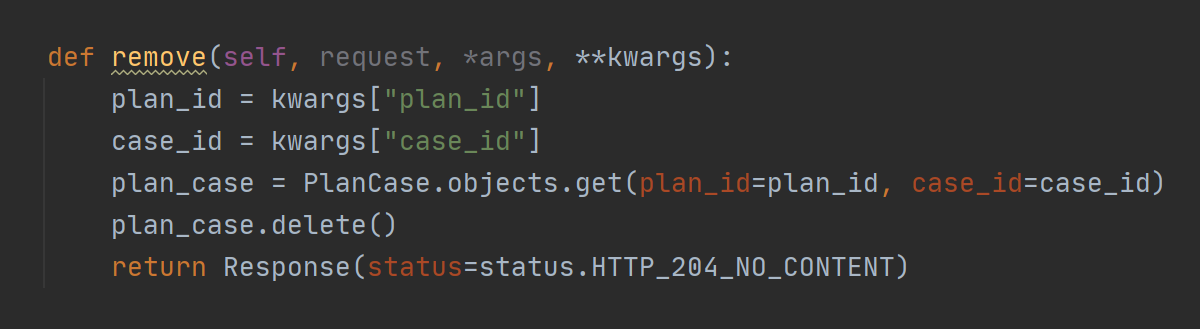 def remove(self, request, *args, **kwargs):
plan_id = kwargs["plan_id"]
case_id = kwargs["case_id"]
plan_case = PlanCase.objects.get(plan_id=plan_id, case_id=case_id)
plan_case.delete()
return Response(status=status.HTTP_204_NO_CONTENT)